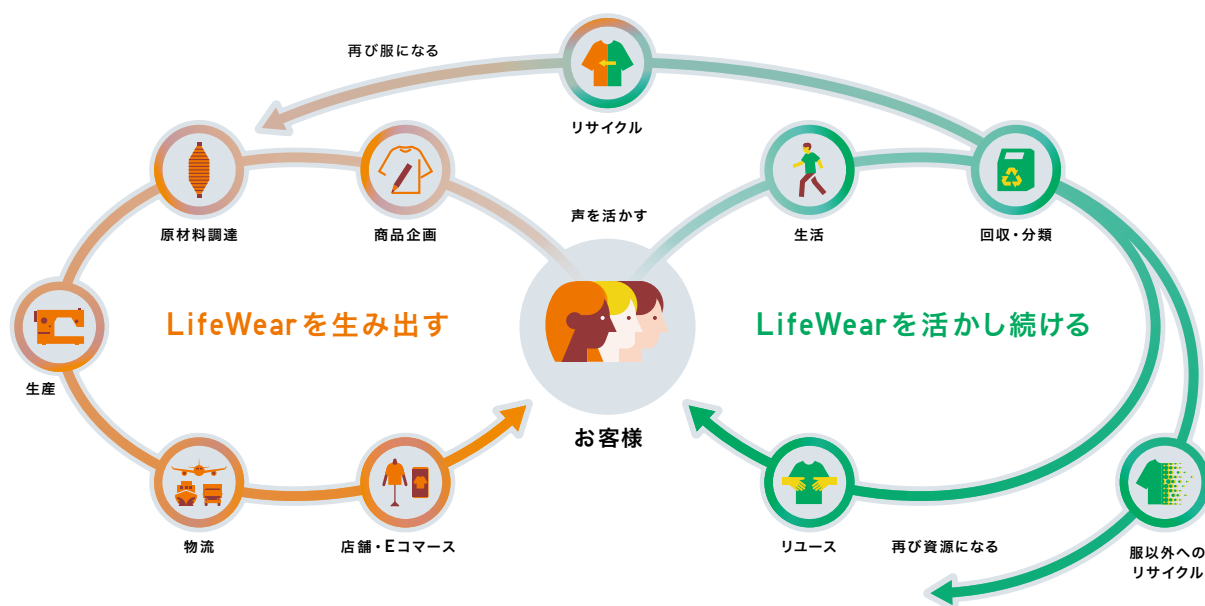 再び服になる
リサイクル
原材料調達
商品企画
声を活かす
生活
回収・分類
LifeWearを生み出す
LifeWearを活かし続ける
生産
お客様
物流
店舗・Eコマース
リユース
再び資源になる
服以外への
リサイクル